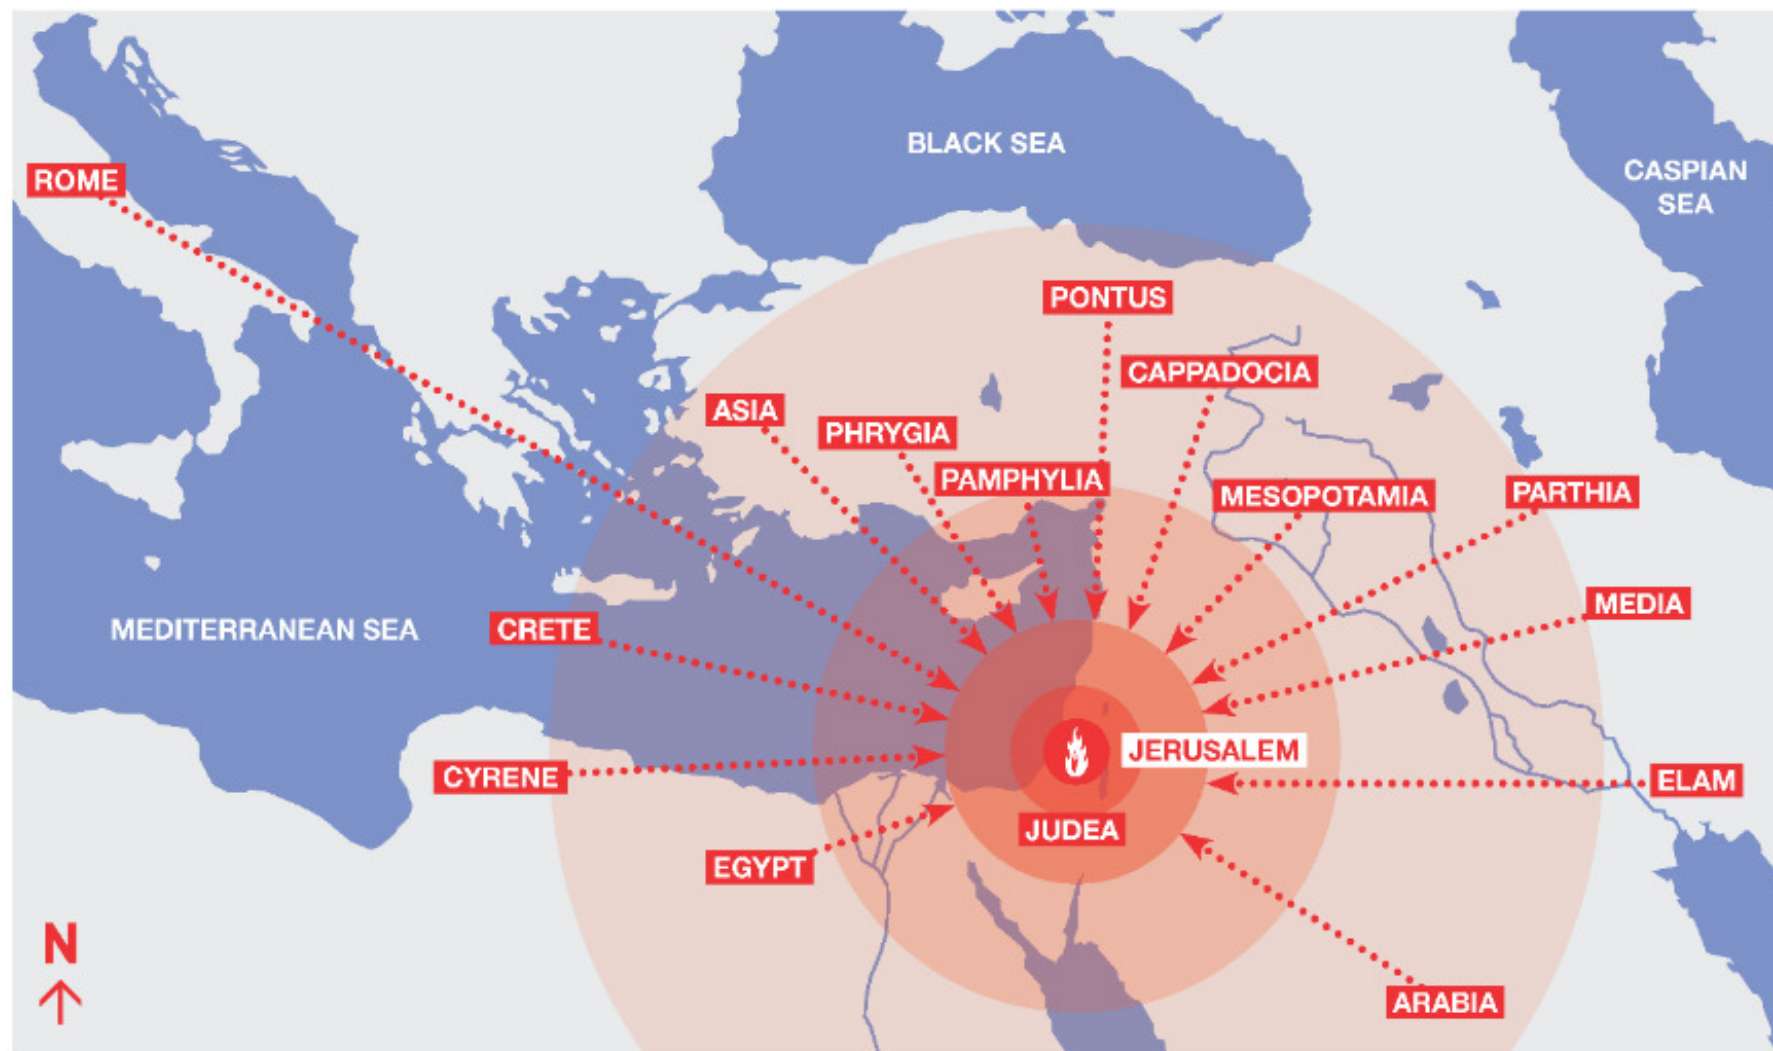 BLACK SEA
CASPIAN
SEA
ROME
PONTUS
CAPPADOCIA
ASIA
PHRYGIA
PAMPHYLIA
MESOPOTAMIA
PARTHIA
MEDIA
MEDITERRANEAN SEA
CRETE
JERUSALEM
CYRENE
ELAM
JUDEA
EGYPT
N
ARABIA